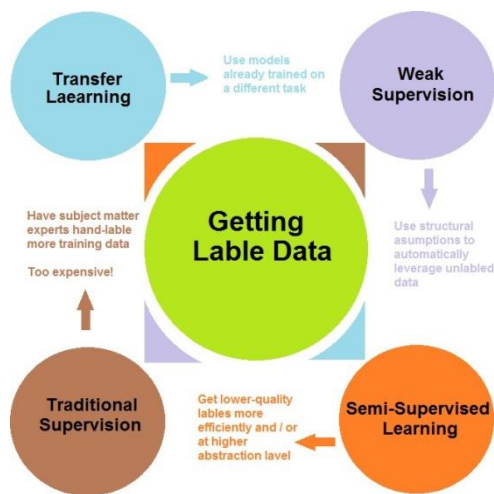 Transfer
Laearning
Use models
already trained on
a different task
Weak
Supervision
Getting
Lable Data
Have subject matter
experts hand-lable
more training data
Too expensive!
Use structural
asumptions to
automatically
leverage unlabled
data
Traditional
Supervision
Get lower-quality
lables more
efficiently and / or
at higher
abstraction level
Semi-Supervised
Learning